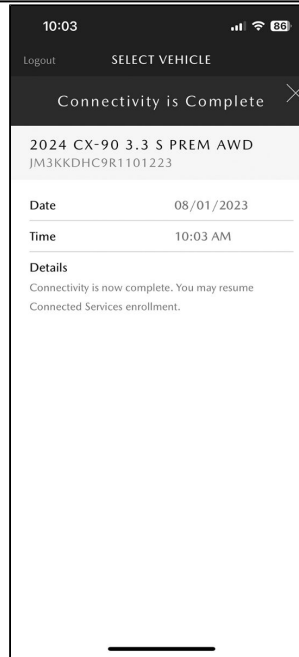 10:03
86
Logout
SELECT VEHICLE
Connectivity is Complete
2024 CX-90 3.3 S PREM AWD
JM3KKDHC9R1101223
Date 08/01/2023
Time 10:03 AM
Details
Connectivity is now complete. You may resume
Connected Services enrollment.